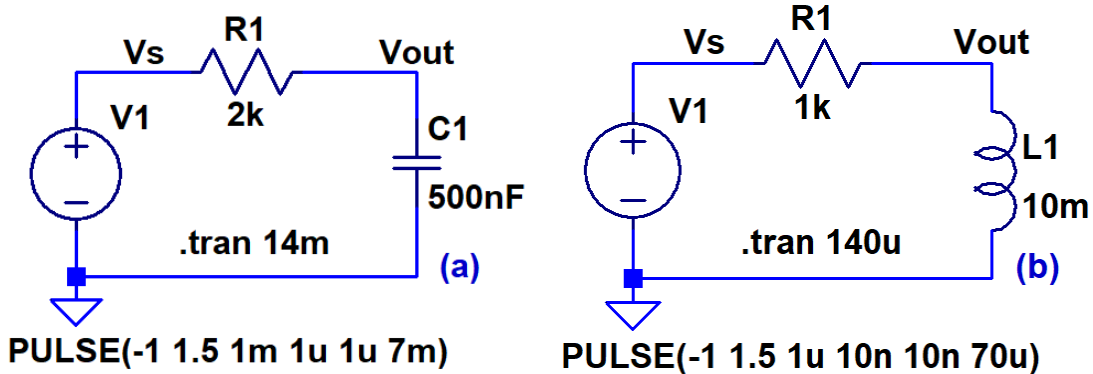 R1
Vs
Vout
V1
2k
C1
500nF
.tran 14m
(a)
PULSE(-1 1.5 1m 1u 1u 7m)
R1
Vs
Vout
V1
1k
L1
10m
.tran 140u
(b)
PULSE(-1 1.5 1u 10n 10n 70u)